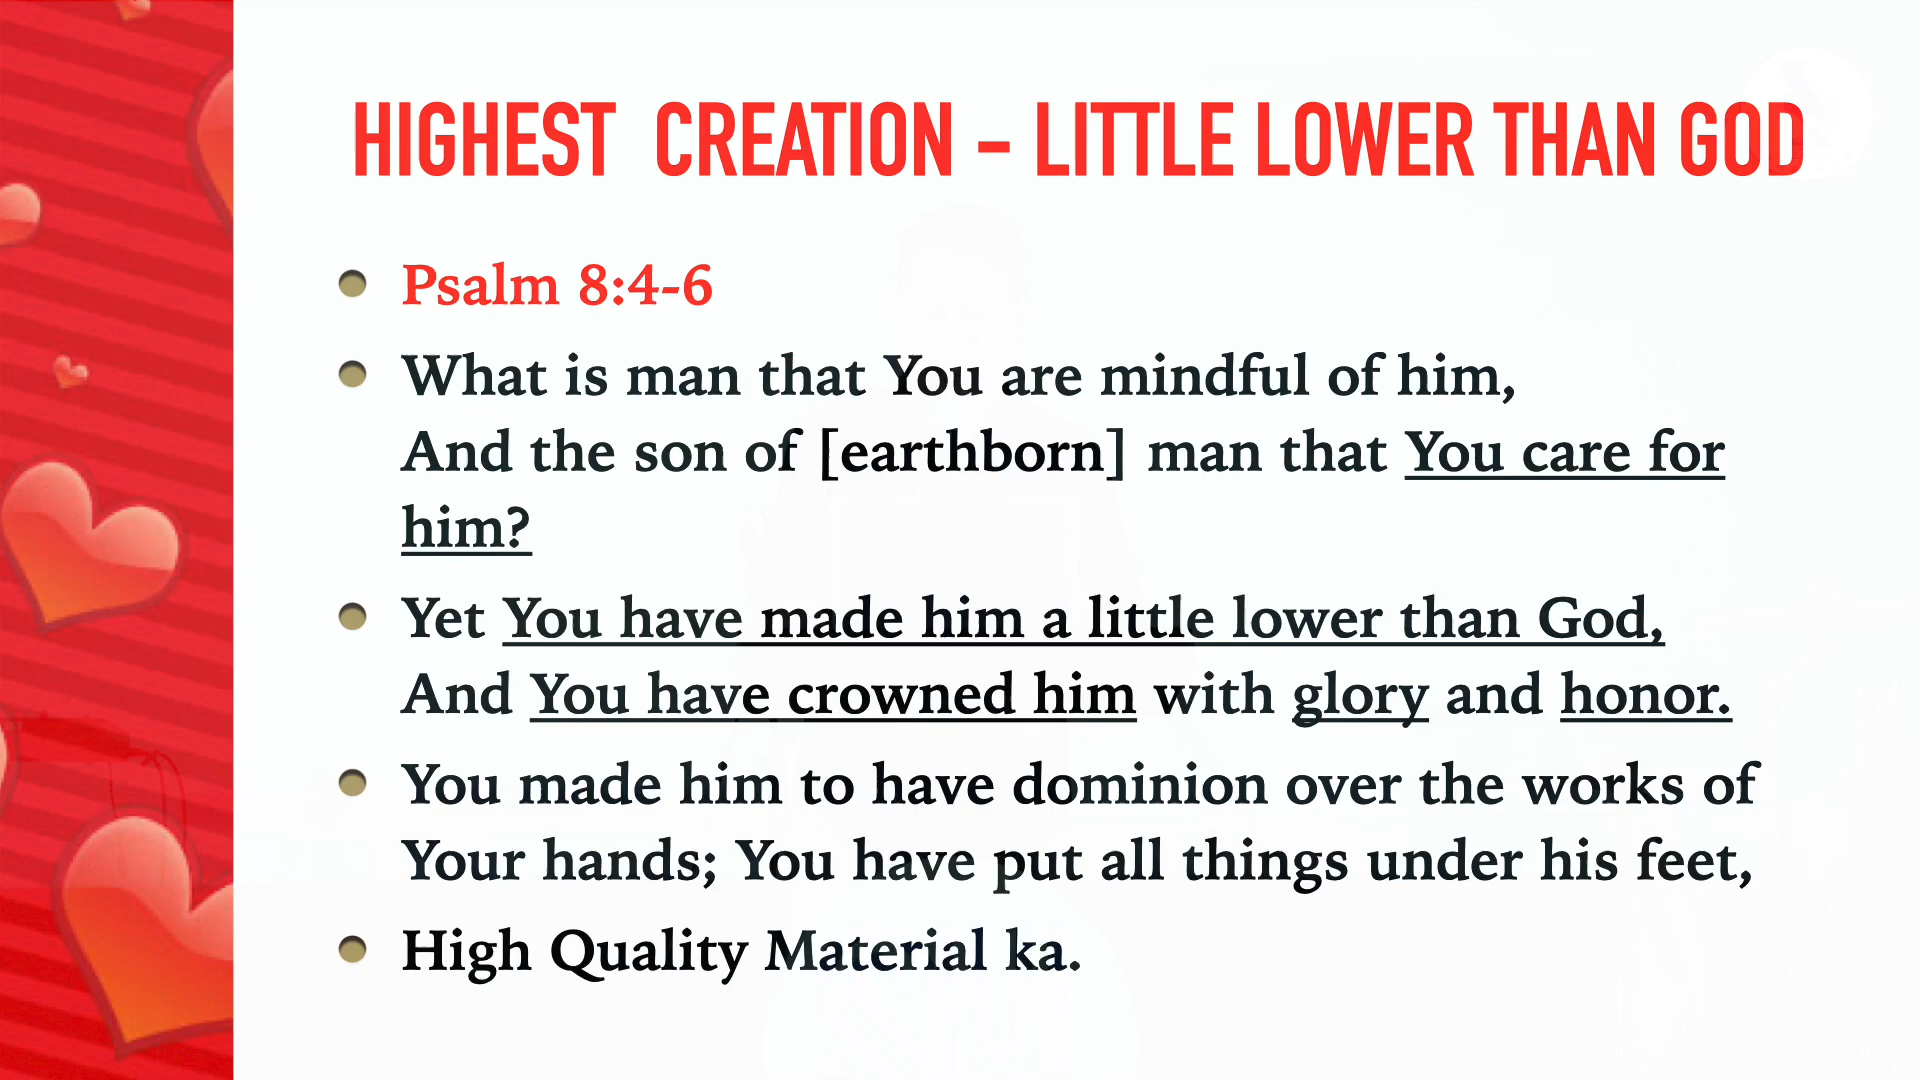 HIGHEST CREATION - LITTLE LOWER THAN GOD
Psalm 8:4-6
What is man that You are mindful of him,
And the son of [earthborn] man that You care for
him?
Yet You have made him a little lower than God,
And You have crowned him with glory and honor.
You made him to have dominion over the works of
Your hands; You have put all things under his feet,
High Quality Material ka.